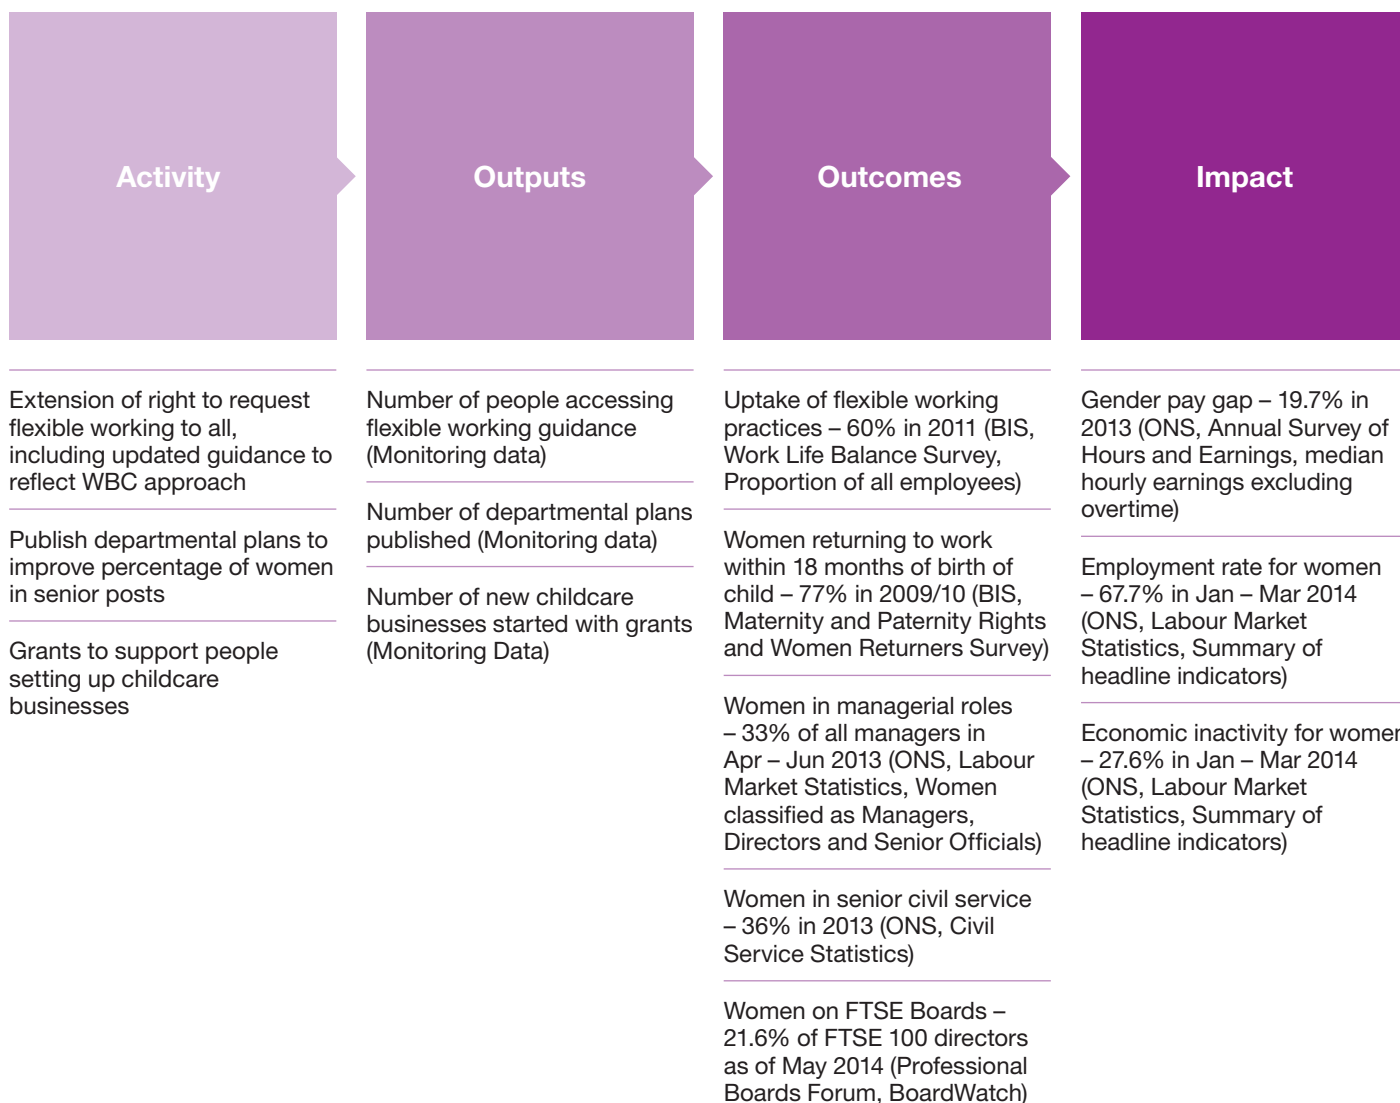 Activity
Outputs
Outcomes
Impact
Extension of right to request
flexible working to all,
including updated guidance to
reflect WBC approach
Publish departmental plans to
improve percentage of women
in senior posts
Grants to support people
setting up childcare
businesses
Number of people accessing
flexible working guidance
(Monitoring data)
Number of departmental plans
published (Monitoring data)
Number of new childcare
businesses started with grants
(Monitoring Data)
Uptake of flexible working
practices – 60% in 2011 (BIS,
Work Life Balance Survey,
Proportion of all employees)
Women returning to work
within 18 months of birth of
child – 77% in 2009/10 (BIS,
Maternity and Paternity Rights
and Women Returners Survey)
Women in managerial roles
– 33% of all managers in
Apr – Jun 2013 (ONS, Labour
Market Statistics, Women
classified as Managers,
Directors and Senior Officials)
Women in senior civil service
– 36% in 2013 (ONS, Civil
Service Statistics)
Women on FTSE Boards –
21.6% of FTSE 100 directors
as of May 2014 (Professional
Boards Forum, BoardWatch)
Gender pay gap – 19.7% in
2013 (ONS, Annual Survey of
Hours and Earnings, median
hourly earnings excluding
overtime)
Employment rate for women
– 67.7% in Jan – Mar 2014
(ONS, Labour Market
Statistics, Summary of
headline indicators)
Economic inactivity for women
– 27.6% in Jan – Mar 2014
(ONS, Labour Market
Statistics, Summary of
headline indicators)